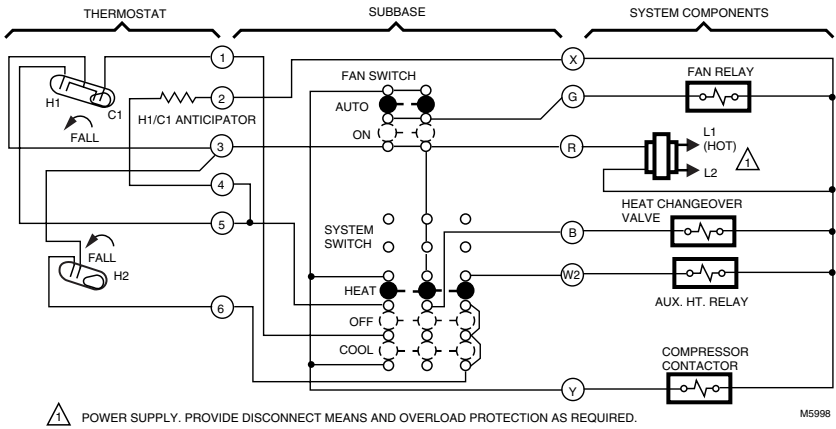 THERMOSTAT
SUBBASE
SYSTEM COMPONENTS
1
X
FAN SWITCH
FAN RELAY
H1
C1
2
AUTO
G
H1/C1 ANTICIPATOR
FALL
ON
3
R
L1
(HOT)
1
L2
4
HEAT CHANGEOVER
VALVE
5
SYSTEM
SWITCH
B
FALL
H2
W2
HEAT
AUX. HT. RELAY
6
OFF
COOL
COMPRESSOR
CONTACTOR
Y
1 POWER SUPPLY. PROVIDE DISCONNECT MEANS AND OVERLOAD PROTECTION AS REQUIRED.
M5998